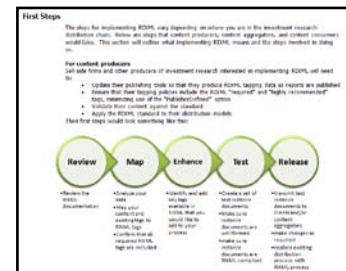 First Steps
The steps for implementing RIXML vary depending on where you are in the investment research
distribution chain. Below are steps that content producers, content aggregators, and content consumers
would take. This section will outline what implementing RIXML means and the steps involved in doing
so.
For content producers
Sell side firms and other producers of investment research interested in implementing RIXML will need
to:
• Update their publishing tools so that they produce RIXML tagging data as reports are published
• Ensure that their tagging policies include the RIXML "required" and "highly recommended"
tags, minimizing use of the "PublisherDefined" option
• Validate their content against the standard
• Apply the RIXML standard to their distribution models
Their first steps would look something like this:
Review
Map
Enhance
Test
Release
•Review the
RIXML
documentation
•Analyze your
data
•Map your
content and
existing tags to
RIXML tags
•Confirm that all
required RIXML
tags are included
•Identify and add
any tags
available in
RIXML that you
would like to
add to your
process
•Create a set of
test instance
documents
•Make sure
instance
documents are
well formed
•make sure
instance
documents are
RIXML compliant
•transmit test
instance
documents to
clients and/or
content
aggregators
•make changes as
required
•replace existing
distribution
process with
RIXML process